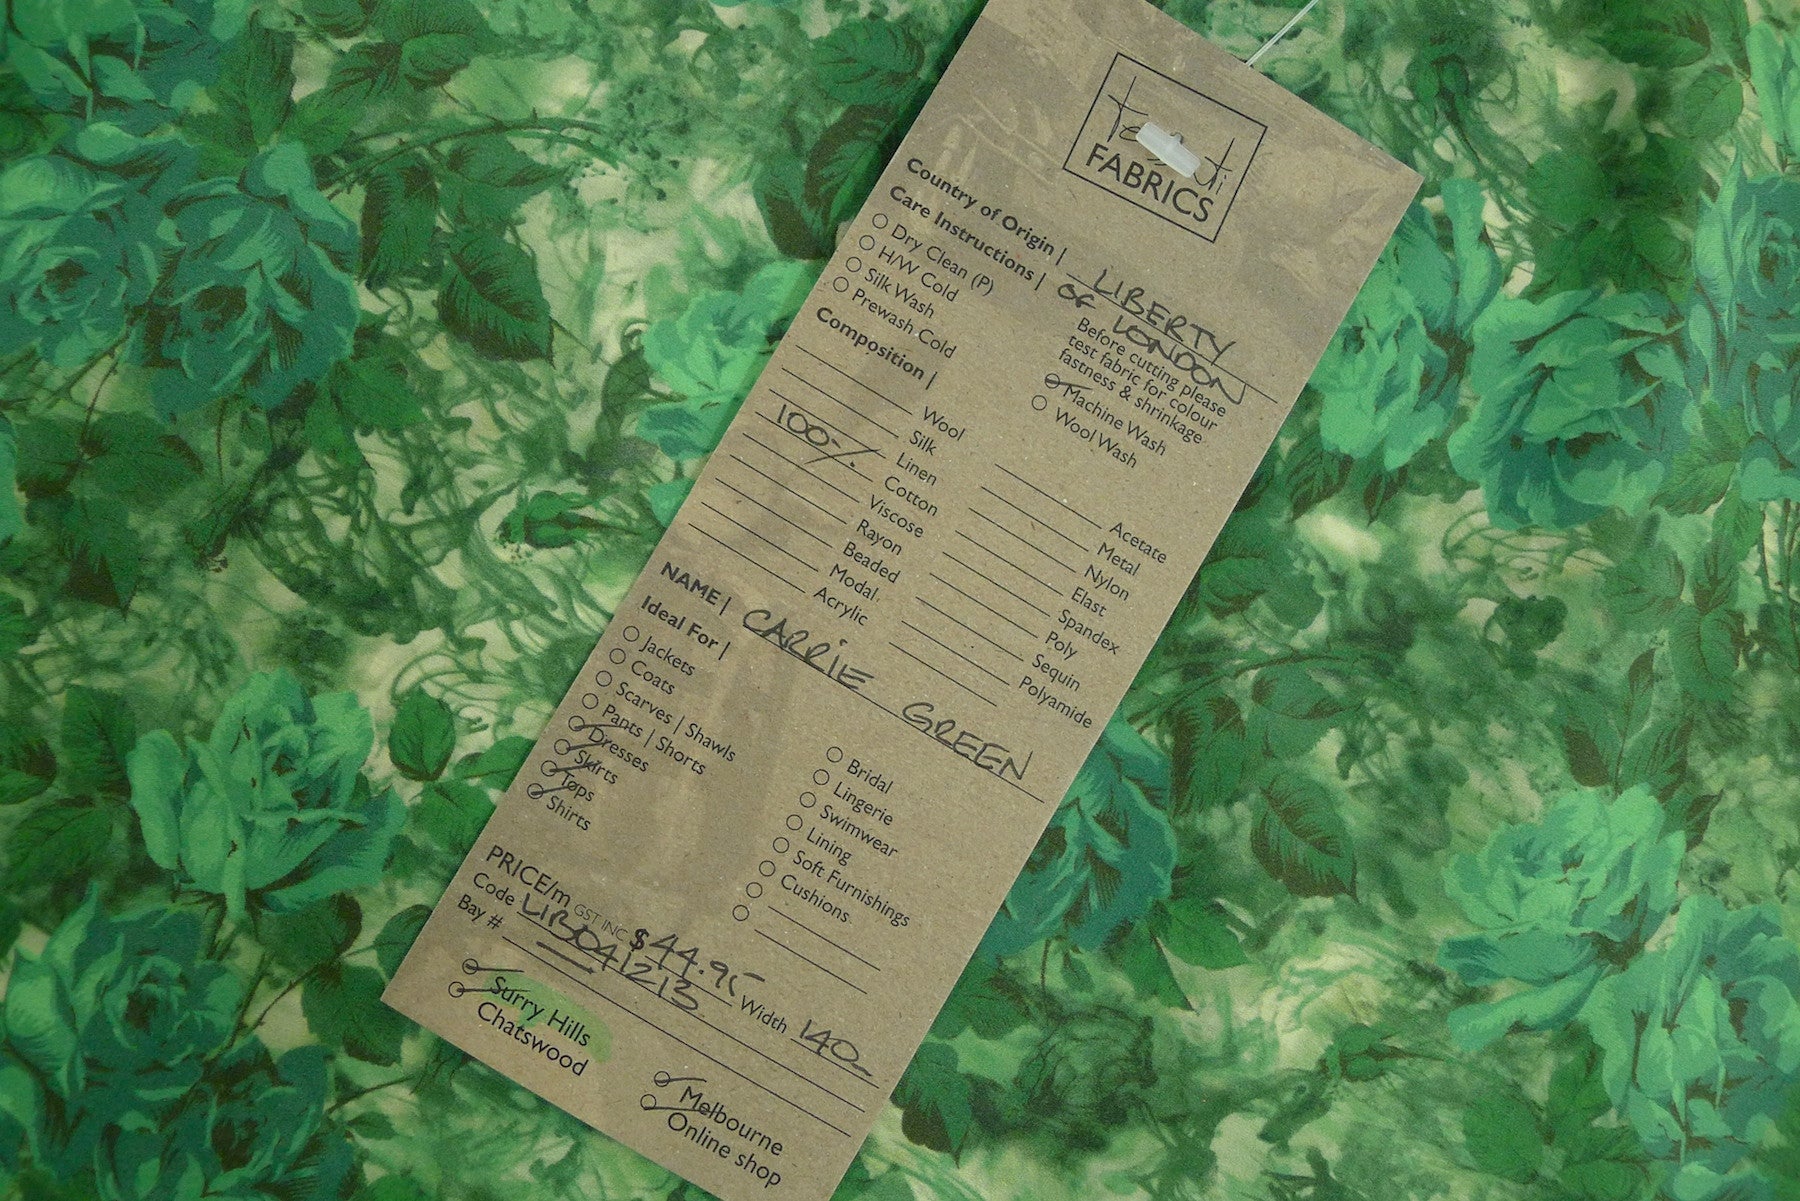 Tessuti
FABRICS
Country of Origin | LIBERTY
OF LONDON
Care Instructions |
Dry Clean (P)
H/W Cold
Silk Wash
Prewash Cold
Before cutting please
test fabric for colour
fastness & shrinkage
Machine Wash
Wool Wash
Composition |
Wool
Silk
Linen
100% Cotton
Viscose
Rayon
Beaded
Modal
Acrylic
Acetate
Metal
Nylon
Elast
Spandex
Poly
Sequin
Polyamide
NAME | CARRIE GREEN
Ideal For |
Jackets
Coats
Scarves | Shawls
Pants | Shorts
Dresses
Skirts
Tops
Shirts
Bridal
Lingerie
Swimwear
Lining
Soft Furnishings
Cushions
PRICE/m GST INC $44.95 Width 140
Code LIB041213
Bay #
Surry Hills
Chatswood
Melbourne
Online shop